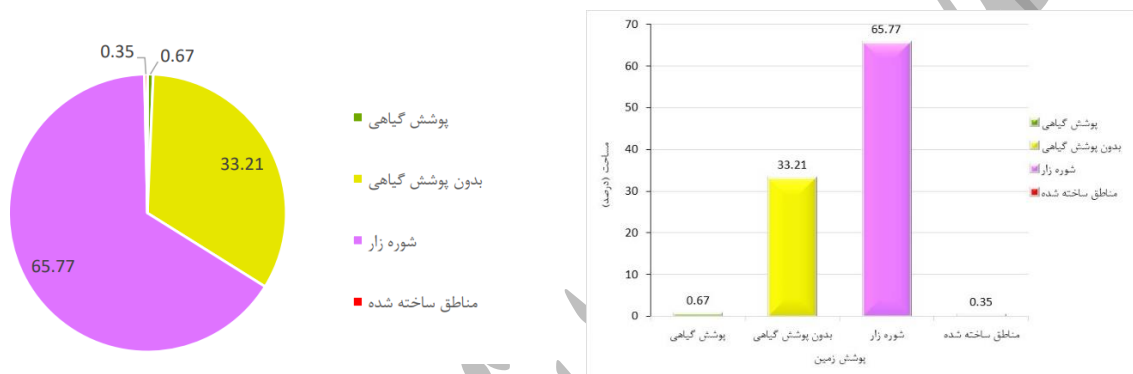 0.35
0.67
33.21
65.77
پوشش گیاهی
بدون پوشش گیاهی
شوره زار
مناطق ساخته شده
70
60
50
40
30
20
10
0
مساحت (درصد)
0.67
33.21
65.77
0.35
پوشش گیاهی
بدون پوشش گیاهی
شوره زار
مناطق ساخته شده
پوشش زمین
پوشش گیاهی
بدون پوشش گیاهی
شوره زار
مناطق ساخته شده